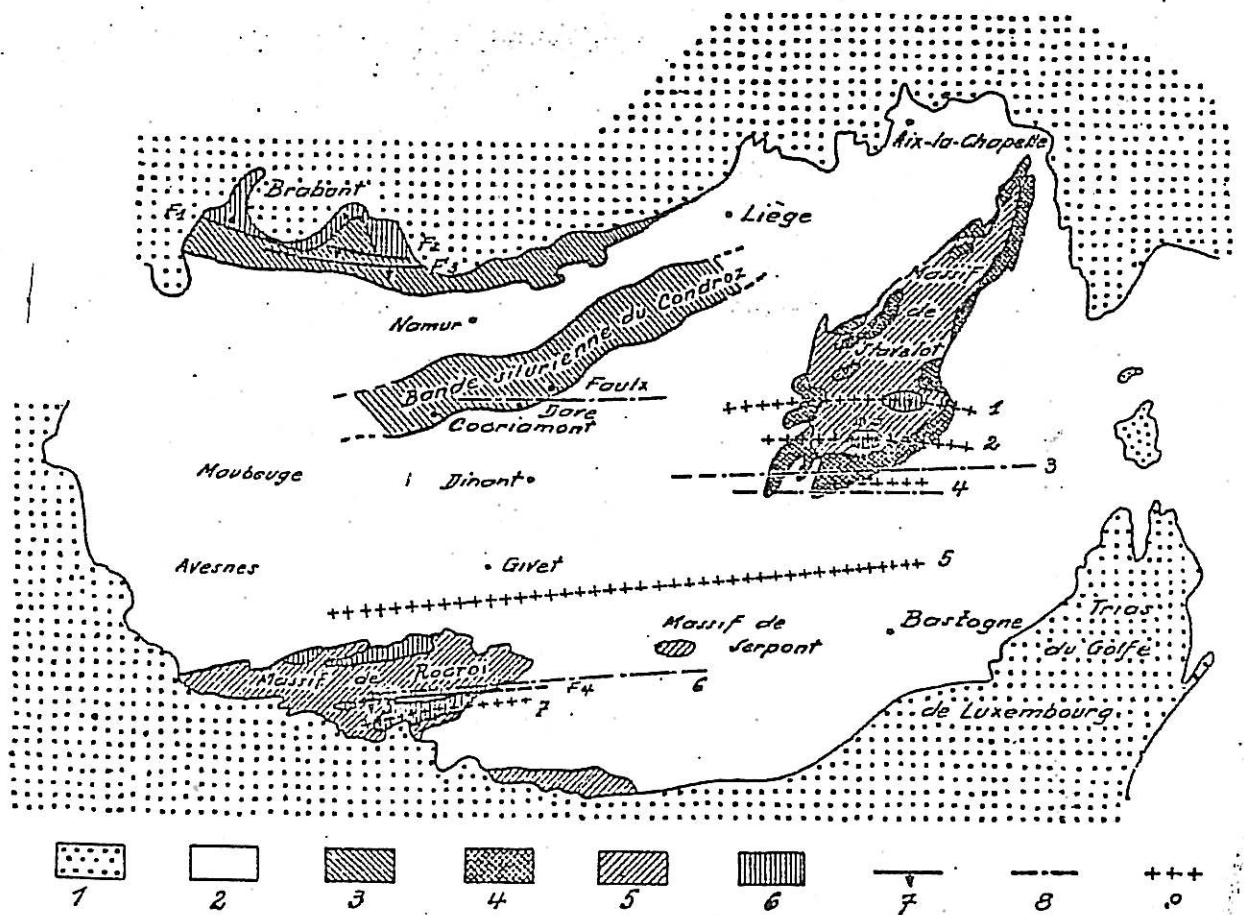 Aix-la-Chapelle
Brabant
F1
F2
F3
Liège
Massif
de
Stavelot
Namur
Bande silurienne du Condroz
Faulx
Dave
Cocriamont
1
2
3
4
Maubeuge
Dinant
Avesnes
Givet
5
Massif de
Serpont
Bastogne
Trias
du Golfe
de Luxembourg
Massif de Rocroi
F4
6
7
1 2 3 4 5 6 7 8 9